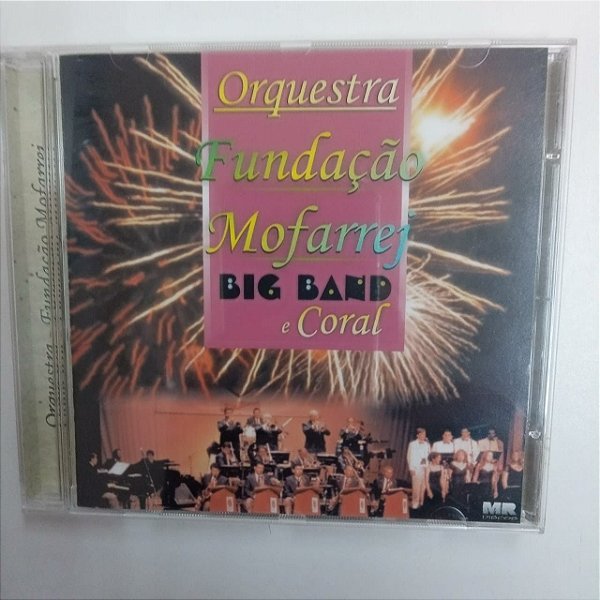 Orquestra
Fundação
Mofarrej
BIG BAND
e Coral
Orquestra Fundação Mofarrej
MR